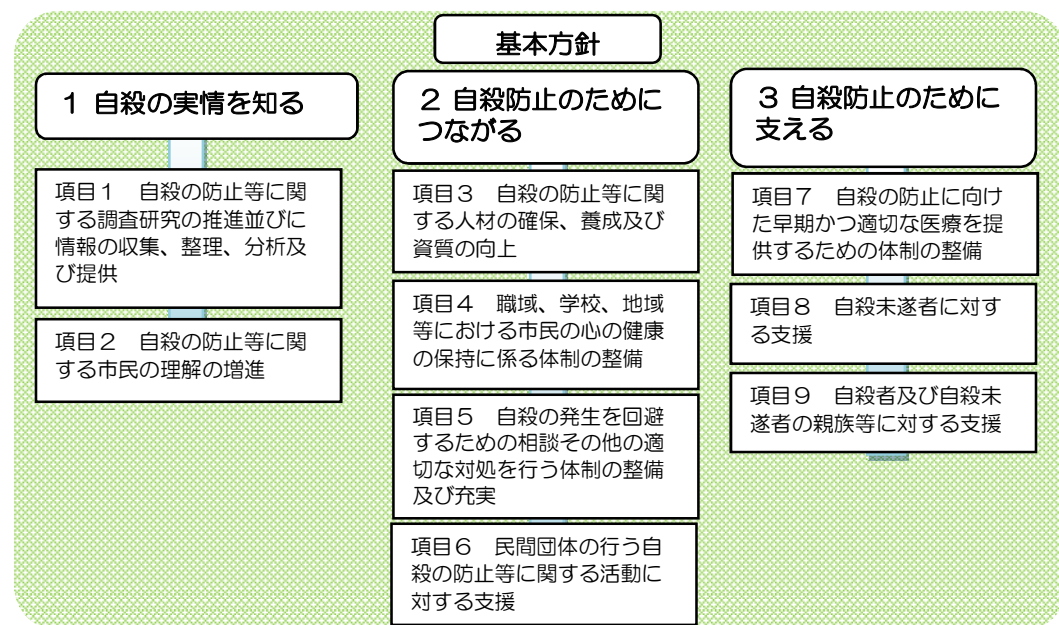 基本方針
1 自殺の実情を知る
項目1　自殺の防止等に関
する調査研究の推進並びに
情報の収集、整理、分析及
び提供
項目2　自殺の防止等に関
する市民の理解の増進
2 自殺防止のために
つながる
項目3　自殺の防止等に関
する人材の確保、養成及び
資質の向上
項目4　職域、学校、地域
等における市民の心の健康
の保持に係る体制の整備
項目5　自殺の発生を回避
するための相談その他の適
切な対処を行う体制の整備
及び充実
項目6　民間団体の行う自
殺の防止等に関する活動に
対する支援
3 自殺防止のために
支える
項目7　自殺の防止に向け
た早期かつ適切な医療を提
供するための体制の整備
項目8　自殺未遂者に対す
る支援
項目9　自殺者及び自殺未
遂者の親族等に対する支援